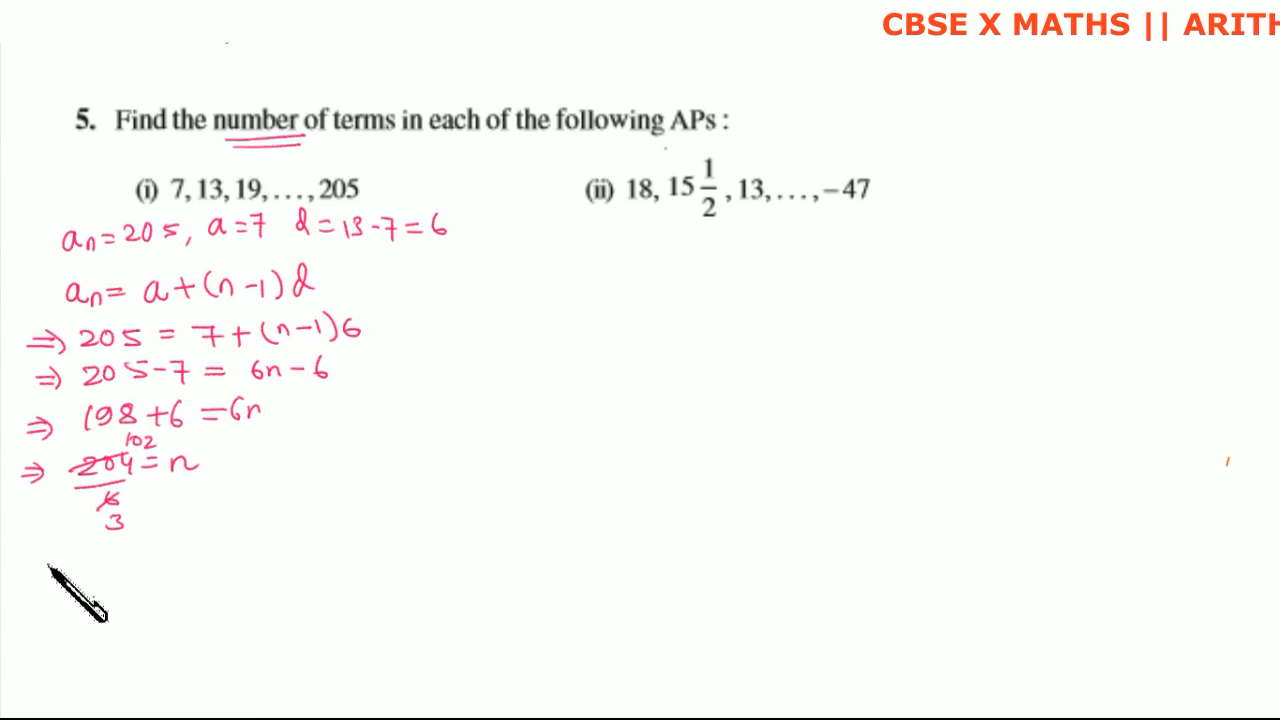 CBSE X MATHS || ARITH
5. Find the number of terms in each of the following APs :
(i) 7, 13, 19, . . . , 205
(ii) 18, 15 1/2 , 13, . . . , –47
aₙ = 205, a = 7 d = 13 - 7 = 6
aₙ = a + (n - 1) d
⇒ 205 = 7 + (n - 1) 6
⇒ 205 - 7 = 6n - 6
⇒ 198 + 6 = 6n
102
⇒ 204 = n
6
3